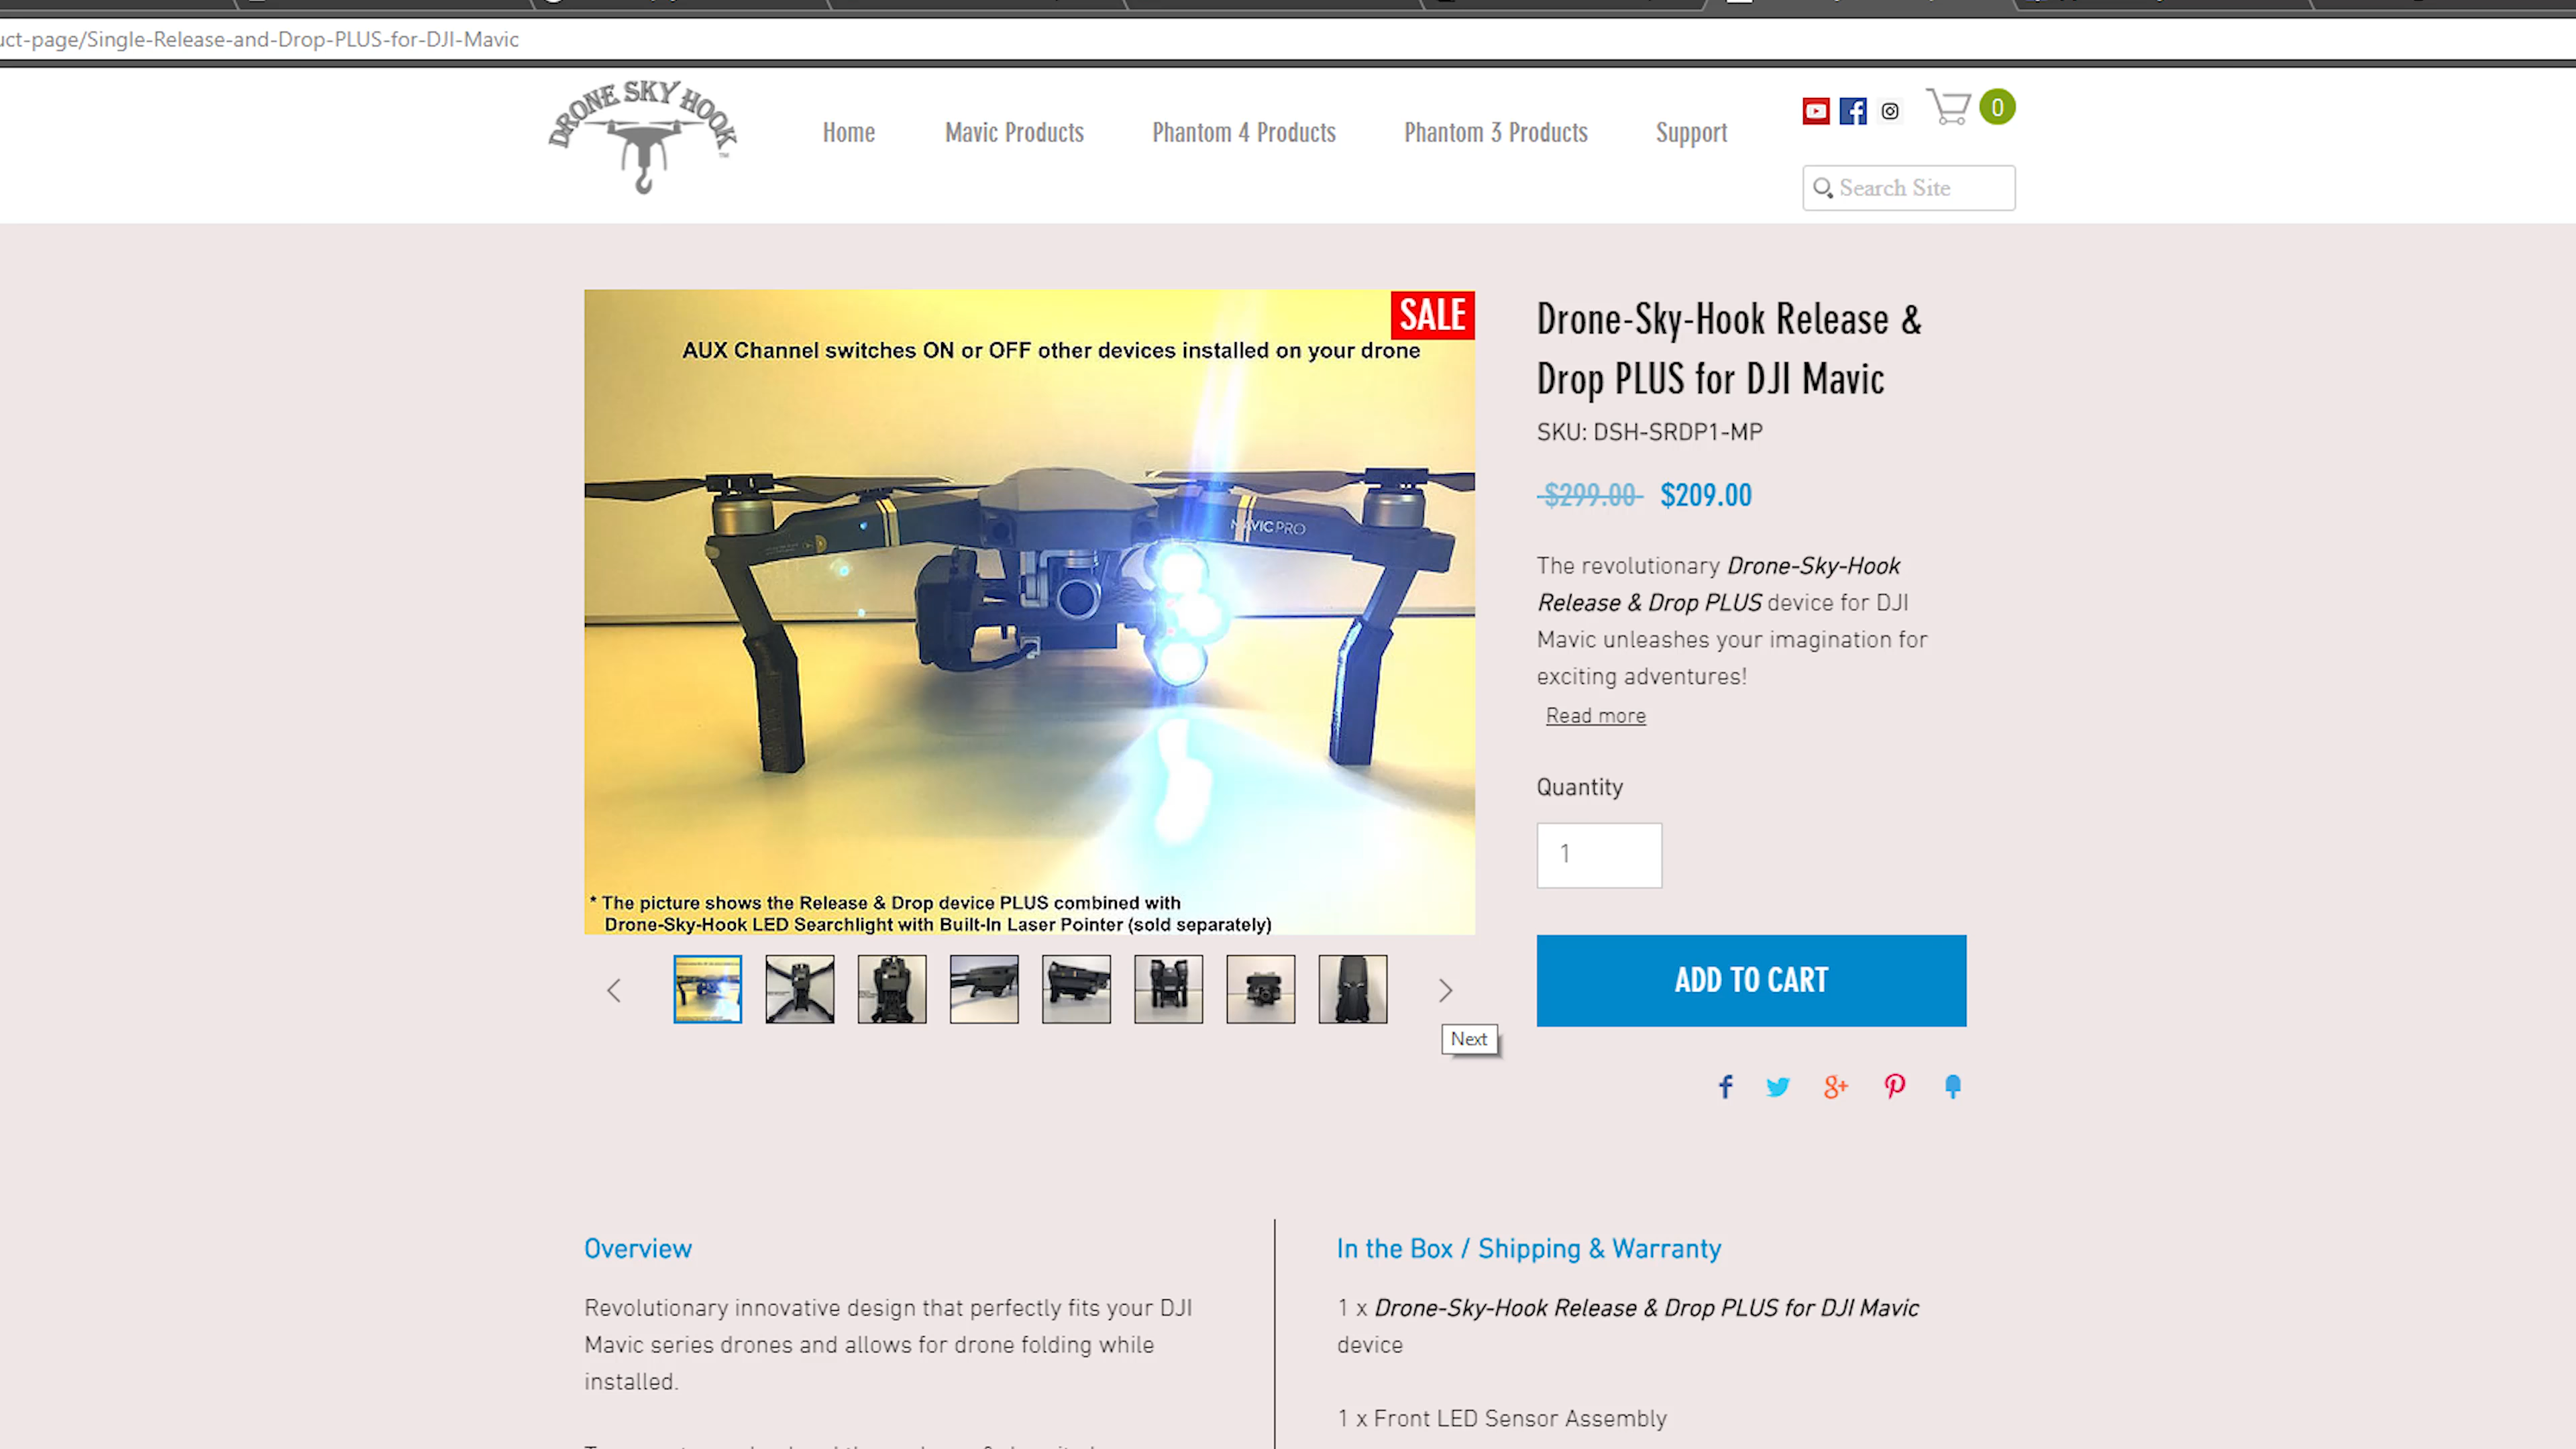 uct-page/Single-Release-and-Drop-PLUS-for-DJI-Mavic
DRONE SKY HOOK
Home
Mavic Products
Phantom 4 Products
Phantom 3 Products
Support
0
Search Site
SALE
AUX Channel switches ON or OFF other devices installed on your drone
MAVIC PRO
* The picture shows the Release & Drop device PLUS combined with
Drone-Sky-Hook LED Searchlight with Built-In Laser Pointer (sold separately)
Next
Drone-Sky-Hook Release &
Drop PLUS for DJI Mavic
SKU: DSH-SRDP1-MP
$299.00 $209.00
The revolutionary Drone-Sky-Hook
Release & Drop PLUS device for DJI
Mavic unleashes your imagination for
exciting adventures!
Read more
Quantity
1
ADD TO CART
Overview
Revolutionary innovative design that perfectly fits your DJI
Mavic series drones and allows for drone folding while
installed.
In the Box / Shipping & Warranty
1 x Drone-Sky-Hook Release & Drop PLUS for DJI Mavic
device
1 x Front LED Sensor Assembly